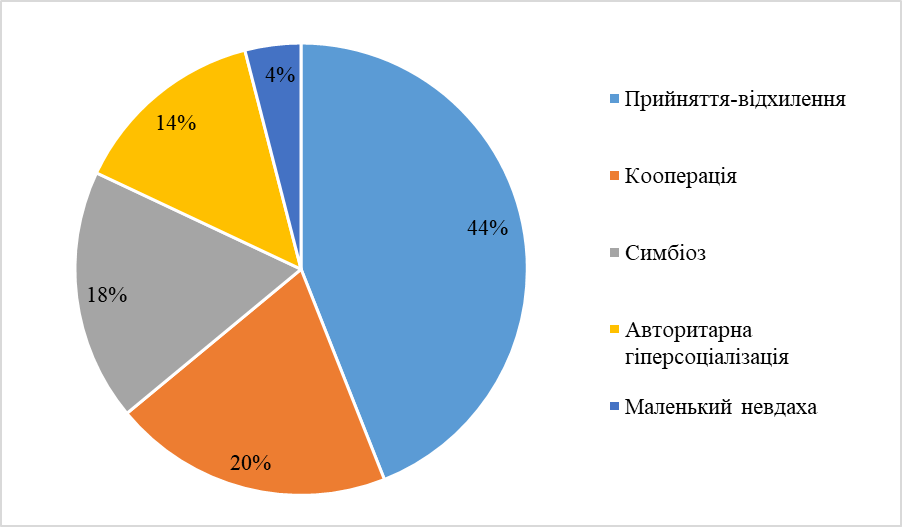 4%
14%
44%
18%
20%
Прийняття-відхилення
Кооперація
Симбіоз
Авторитарна
гіперсоціалізація
Маленький невдаха